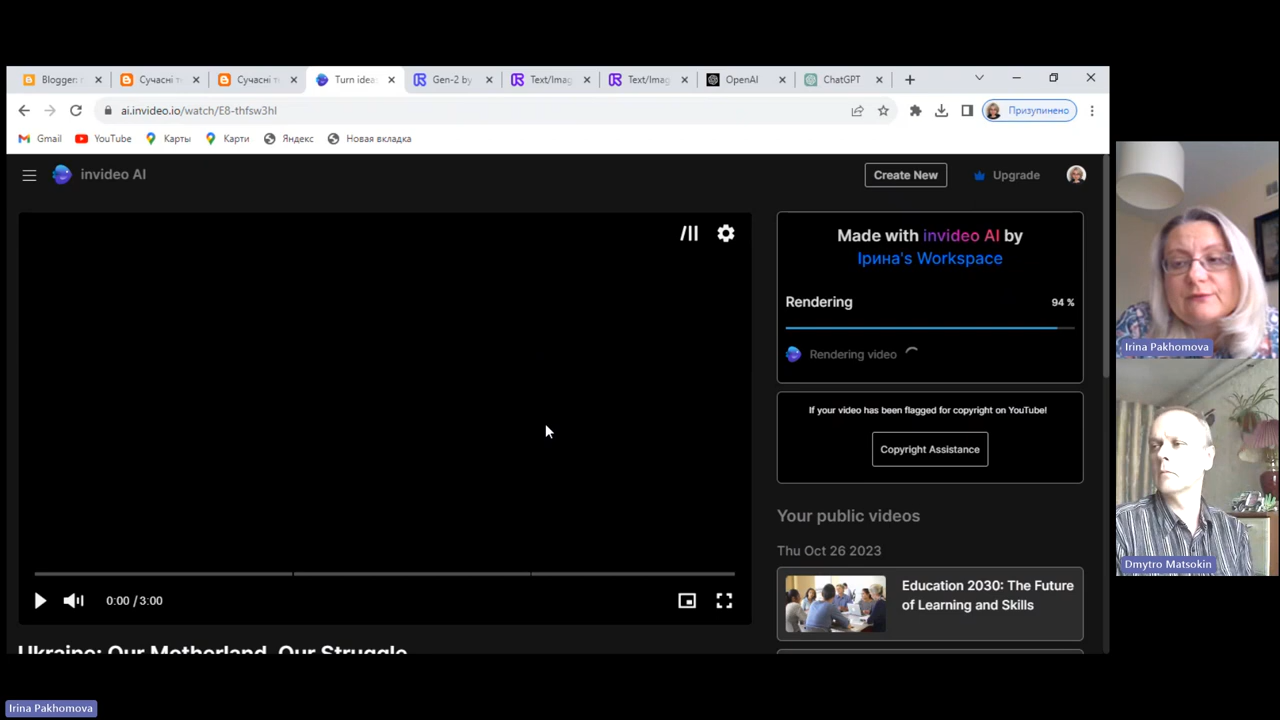 Blogger: г
Сучасні т
Сучасні т
Turn idea
Gen-2 by
Text/Imag
Text/Imag
OpenAI
ChatGPT
ai.invideo.io/watch/E8-thfsw3hI
Призупинено
Gmail
YouTube
Карты
Карти
Яндекс
Новая вкладка
invideo AI
Create New
Upgrade
Made with invideo AI by
Ірина's Workspace
Rendering
94 %
Rendering video
If your video has been flagged for copyright on YouTube!
Copyright Assistance
Your public videos
Thu Oct 26 2023
Education 2030: The Future
of Learning and Skills
0:00 / 3:00
Ukraine: Our Motherland, Our Struggle
Irina Pakhomova
Dmytro Matsokin
Irina Pakhomova